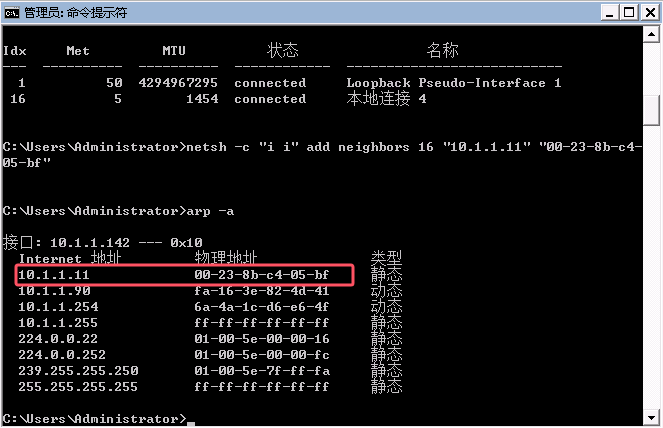 管理员: 命令提示符
Idx Met MTU 状态 名称
--- ---------- ---------- ------------ ---------------------------
1 50 4294967295 connected Loopback Pseudo-Interface 1
16 5 1454 connected 本地连接 4
C:\Users\Administrator>netsh -c "i i" add neighbors 16 "10.1.1.11" "00-23-8b-c4-
05-bf"
C:\Users\Administrator>arp -a
接口: 10.1.1.142 --- 0x10
Internet 地址 物理地址 类型
10.1.1.11 00-23-8b-c4-05-bf 静态
10.1.1.90 fa-16-3e-82-4d-41 动态
10.1.1.254 6a-4a-1c-d6-e6-4f 动态
10.1.1.255 ff-ff-ff-ff-ff-ff 静态
224.0.0.22 01-00-5e-00-00-16 静态
224.0.0.252 01-00-5e-00-00-fc 静态
239.255.255.250 01-00-5e-7f-ff-fa 静态
255.255.255.255 ff-ff-ff-ff-ff-ff 静态
C:\Users\Administrator>